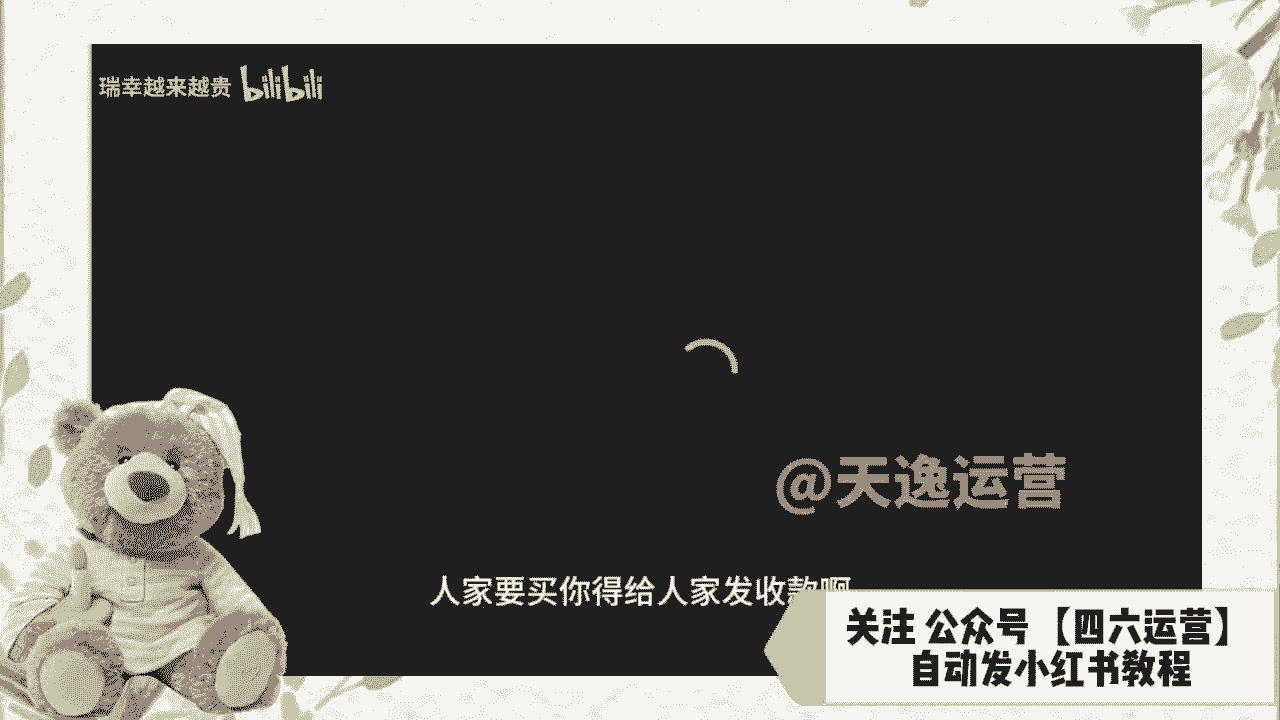 瑞幸越来越贵 bilibili
@天逸运营
人家要买你得给人家发收款啊
关注 公众号 【四六运营】
自动发小红书教程